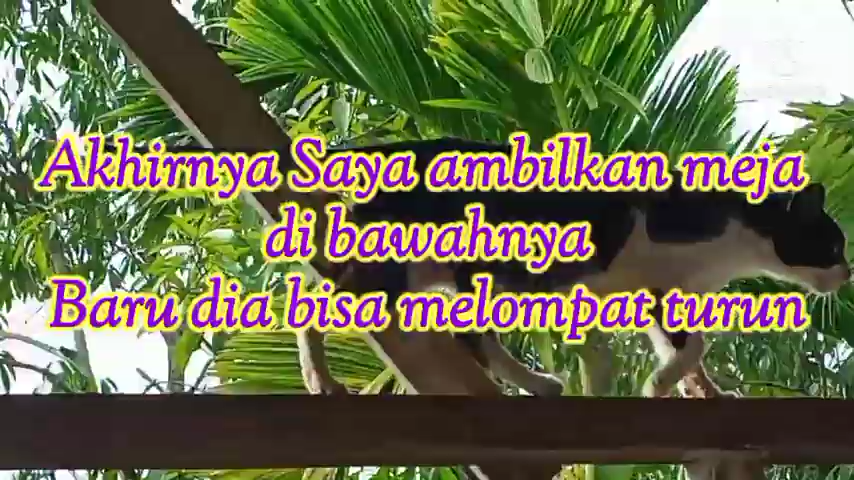 Akhirnya Saya ambilkan meja
di bawahnya
Baru dia bisa melompat turun